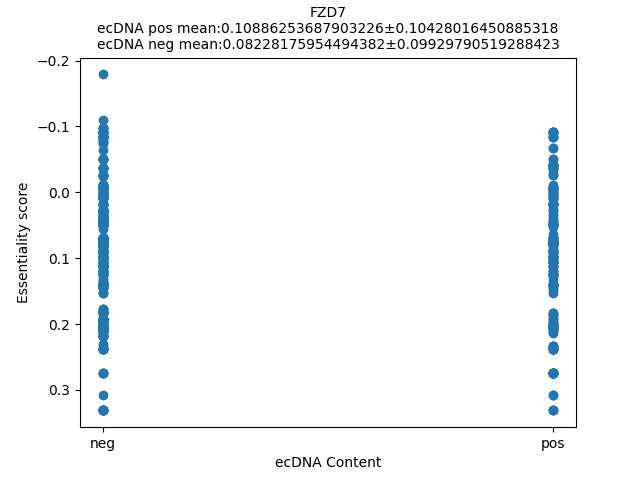 FZD7
ecDNA pos mean:0.10886253687903226±0.10428016450885318
ecDNA neg mean:0.08228175954494382±0.09929790519288423
−0.2
−0.1
0.0
0.1
0.2
0.3
Essentiality score
neg
pos
ecDNA Content